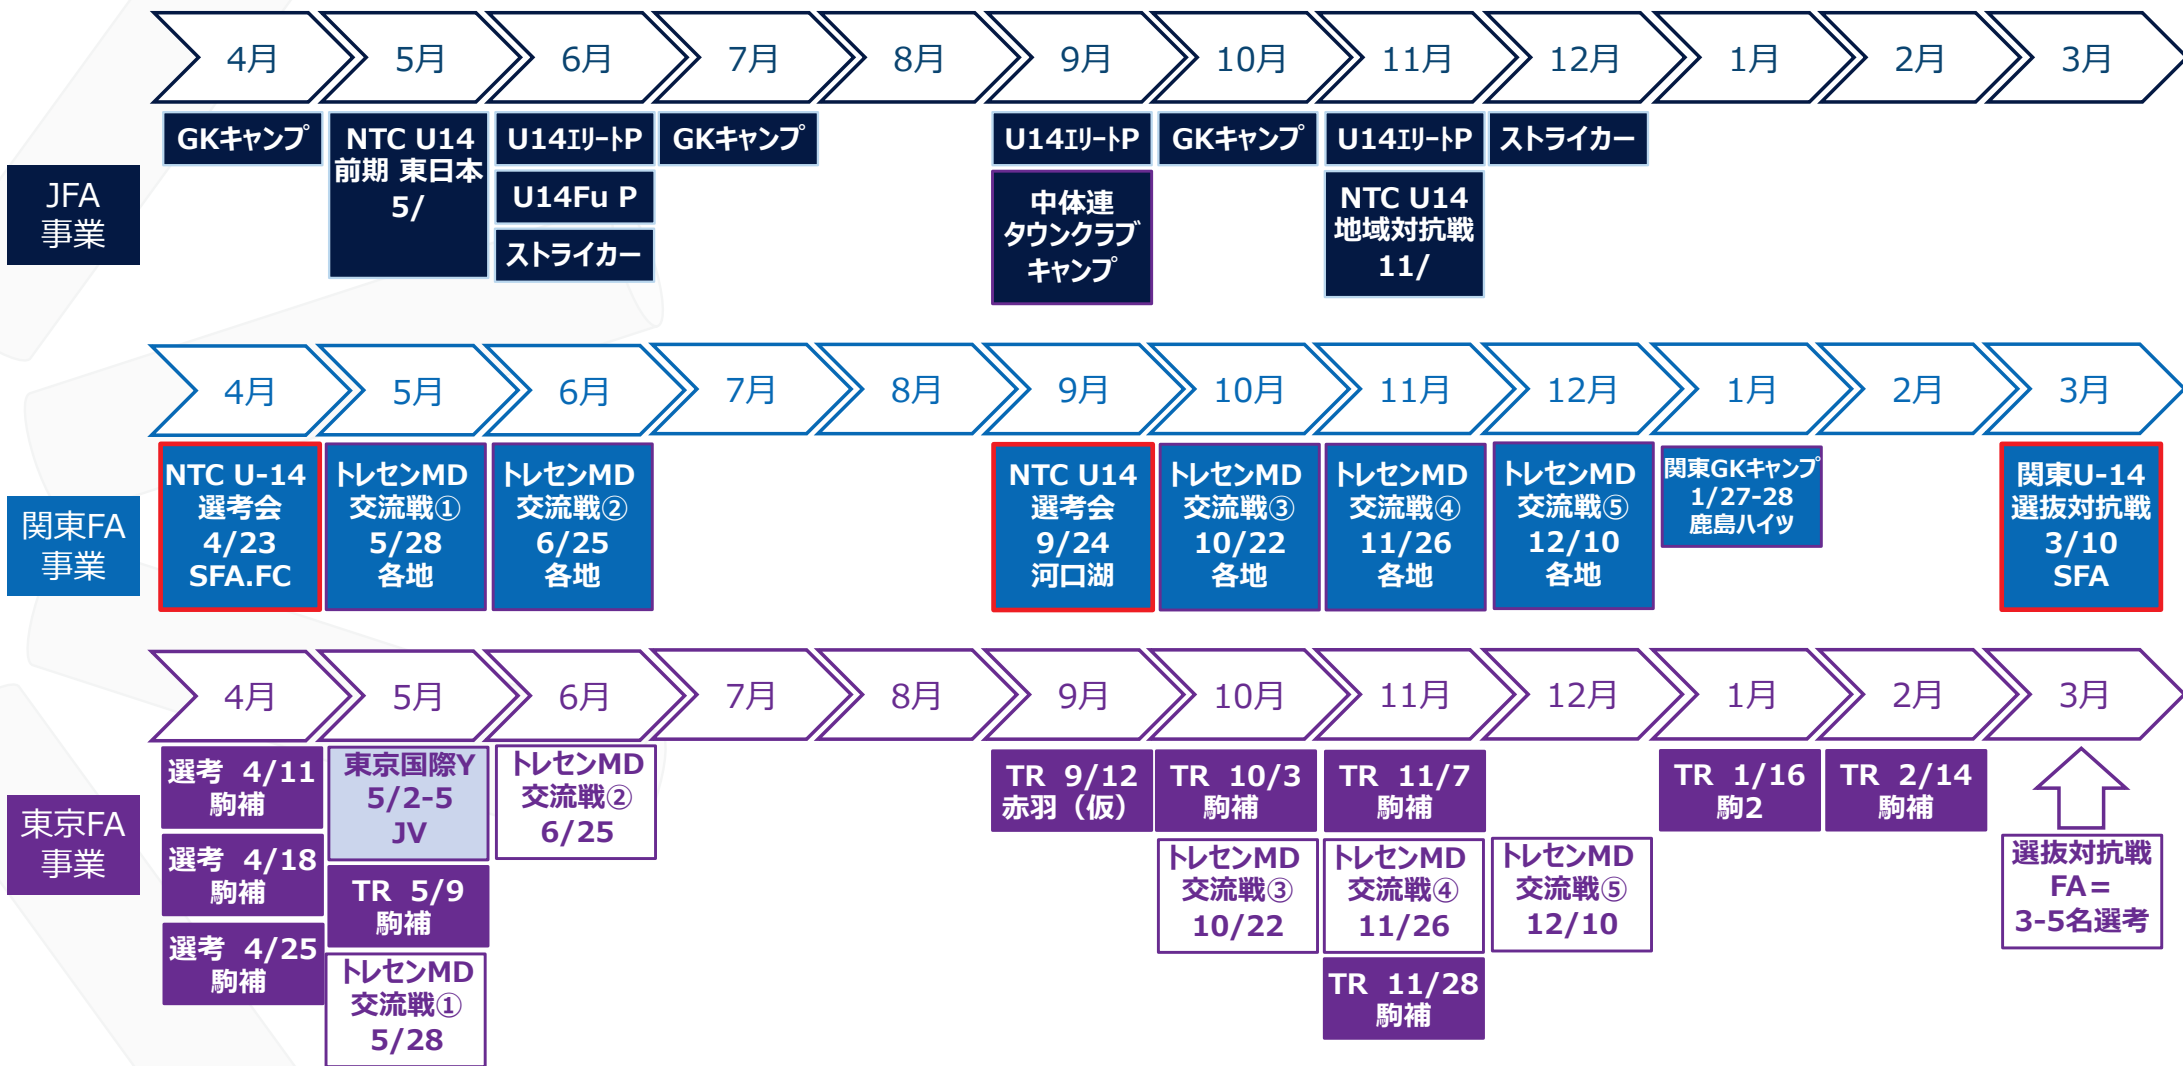 4月
5月
6月
7月
8月
9月
10月
11月
12月
1月
2月
3月
JFA
事業
GKキャンプ
NTC U14
前期 東日本
5/
U14エリートP
U14Fu P
ストライカー
GKキャンプ
U14エリートP
中体連
タウンクラブ
キャンプ
GKキャンプ
U14エリートP
NTC U14
地域対抗戦
11/
ストライカー
4月
5月
6月
7月
8月
9月
10月
11月
12月
1月
2月
3月
関東FA
事業
NTC U-14
選考会
4/23
SFA.FC
トレセンMD
交流戦①
5/28
各地
トレセンMD
交流戦②
6/25
各地
NTC U14
選考会
9/24
河口湖
トレセンMD
交流戦③
10/22
各地
トレセンMD
交流戦④
11/26
各地
トレセンMD
交流戦⑤
12/10
各地
関東GKキャンプ
1/27-28
鹿島ハイツ
関東U-14
選抜対抗戦
3/10
SFA
4月
5月
6月
7月
8月
9月
10月
11月
12月
1月
2月
3月
東京FA
事業
選考 4/11
駒補
選考 4/18
駒補
選考 4/25
駒補
東京国際Y
5/2-5
JV
TR 5/9
駒補
トレセンMD
交流戦①
5/28
トレセンMD
交流戦②
6/25
TR 9/12
赤羽（仮）
TR 10/3
駒補
トレセンMD
交流戦③
10/22
TR 11/7
駒補
トレセンMD
交流戦④
11/26
TR 11/28
駒補
トレセンMD
交流戦⑤
12/10
TR 1/16
駒2
TR 2/14
駒補
選抜対抗戦
FA＝
3-5名選考